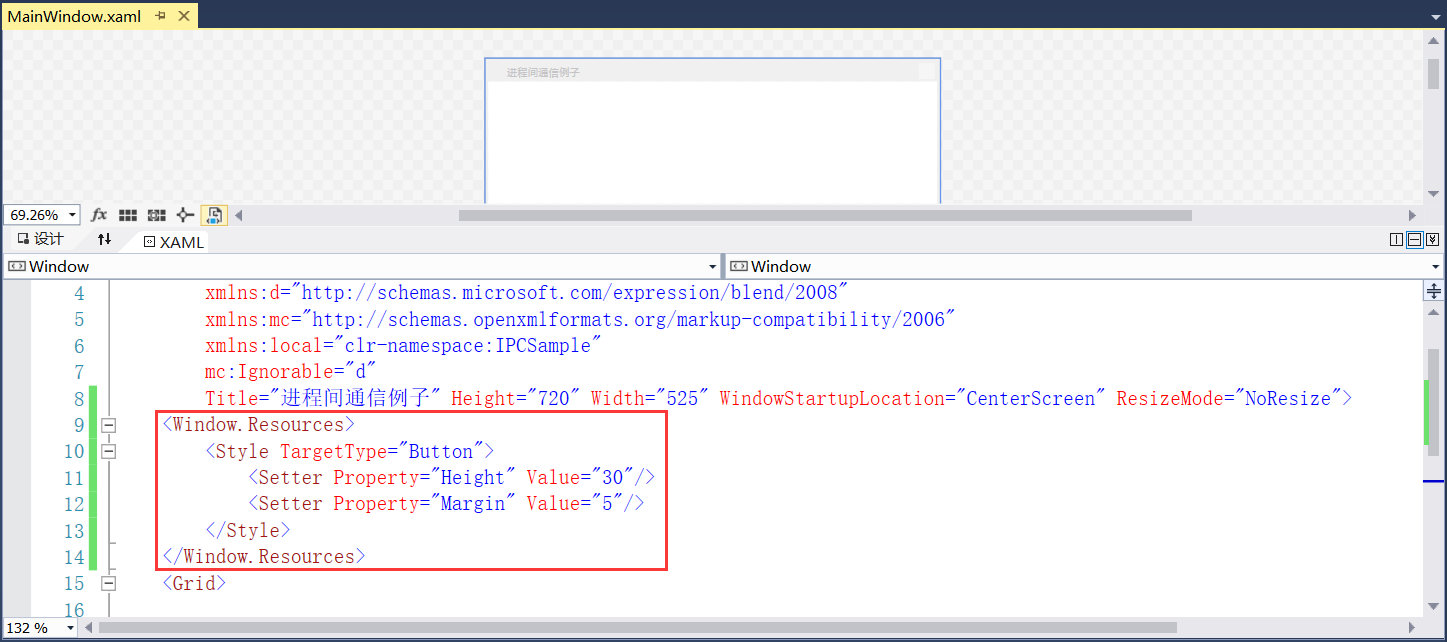 MainWindow.xaml
进程间通信例子
69.26% fx
设计 XAML
Window Window
4 xmlns:d="http://schemas.microsoft.com/expression/blend/2008"
5 xmlns:mc="http://schemas.openxmlformats.org/markup-compatibility/2006"
6 xmlns:local="clr-namespace:IPCSample"
7 mc:Ignorable="d"
8 Title="进程间通信例子" Height="720" Width="525" WindowStartupLocation="CenterScreen" ResizeMode="NoResize">
9 <Window.Resources>
10 <Style TargetType="Button">
11 <Setter Property="Height" Value="30"/>
12 <Setter Property="Margin" Value="5"/>
13 </Style>
14 </Window.Resources>
15 <Grid>
16
132 %